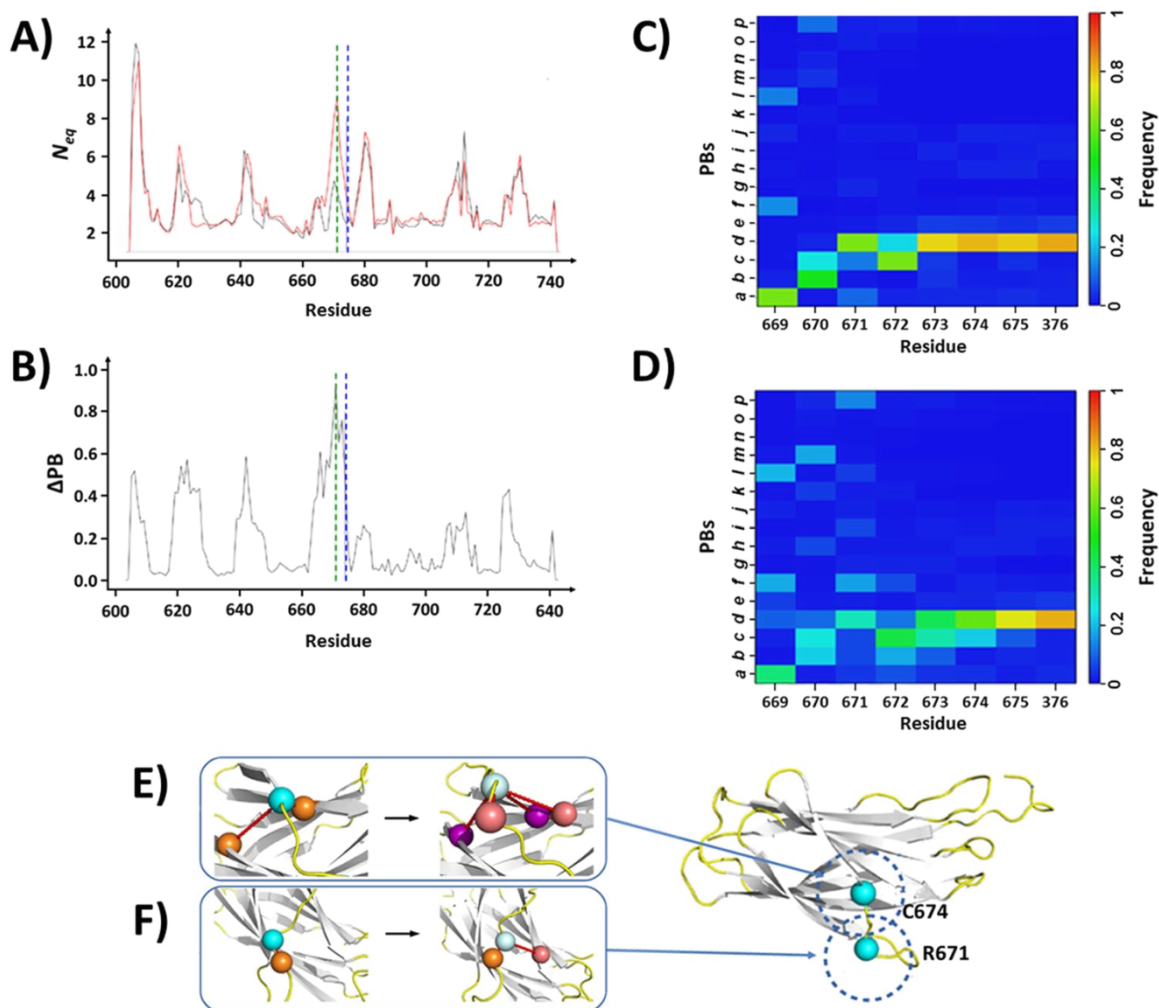 A)
N_eq
12
10
8
6
4
2
600 620 640 660 680 700 720 740
Residue
B)
ΔPB
1.0
0.8
0.6
0.4
0.2
0.0
600 620 640 660 680 700 720 640
Residue
C)
PBs
p
o
n
m
l
k
j
i
h
g
f
e
d
c
b
a
669 670 671 672 673 674 675 376
Residue
1
0.8
0.6
0.4
0.2
0
Frequency
D)
PBs
p
o
n
m
l
k
j
i
h
g
f
e
d
c
b
a
669 670 671 672 673 674 675 376
Residue
1
0.8
0.6
0.4
0.2
0
Frequency
E)
F)
C674
R671